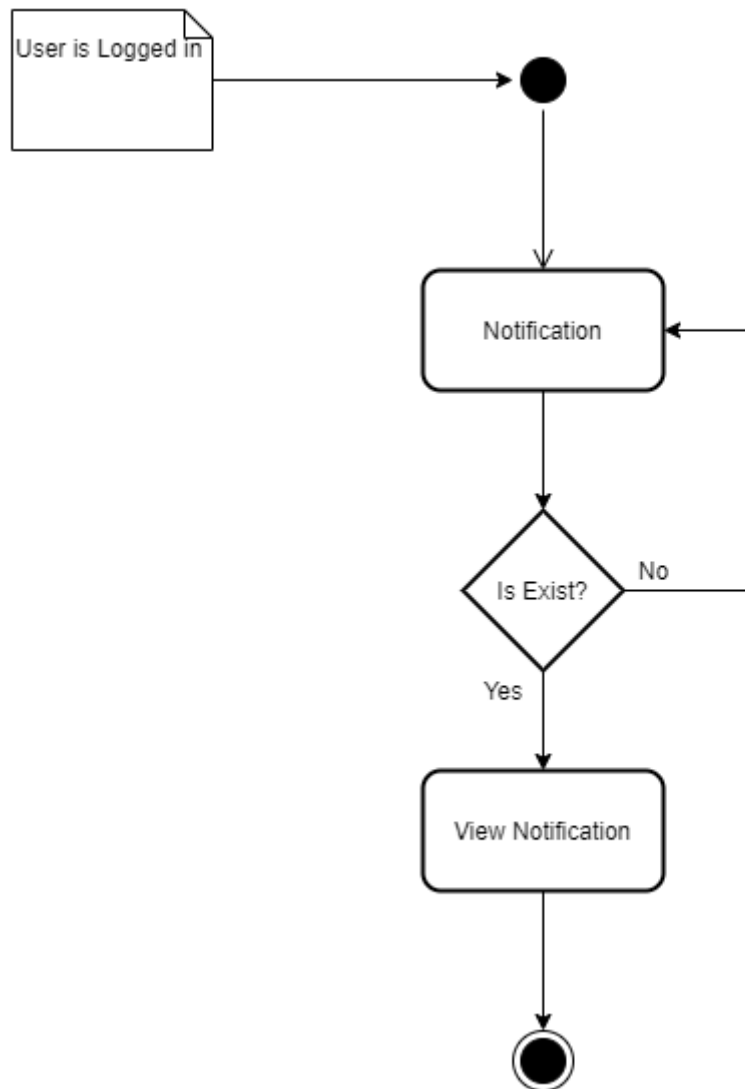 User is Logged in
Notification
Is Exist?
No
Yes
View Notification